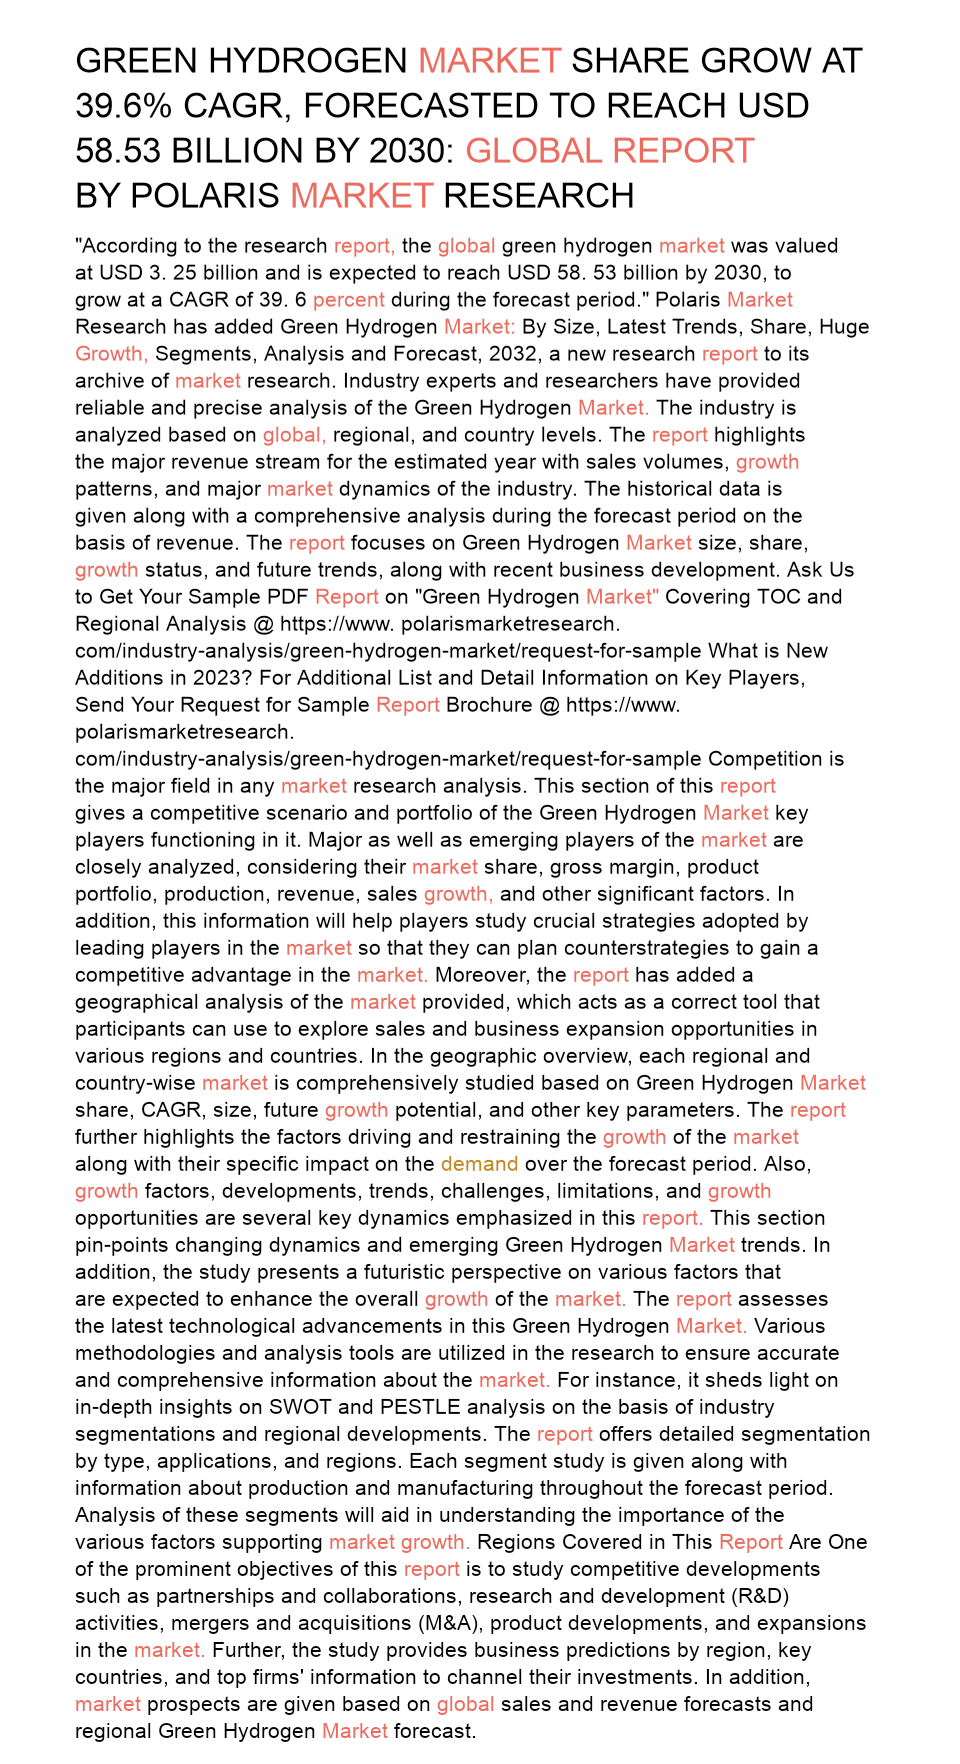 GREEN HYDROGEN MARKET SHARE GROW AT
39.6% CAGR, FORECASTED TO REACH USD
58.53 BILLION BY 2030: GLOBAL REPORT
BY POLARIS MARKET RESEARCH
"According to the research report, the global green hydrogen market was valued
at USD 3. 25 billion and is expected to reach USD 58. 53 billion by 2030, to
grow at a CAGR of 39. 6 percent during the forecast period." Polaris Market
Research has added Green Hydrogen Market: By Size, Latest Trends, Share, Huge
Growth, Segments, Analysis and Forecast, 2032, a new research report to its
archive of market research. Industry experts and researchers have provided
reliable and precise analysis of the Green Hydrogen Market. The industry is
analyzed based on global, regional, and country levels. The report highlights
the major revenue stream for the estimated year with sales volumes, growth
patterns, and major market dynamics of the industry. The historical data is
given along with a comprehensive analysis during the forecast period on the
basis of revenue. The report focuses on Green Hydrogen Market size, share,
growth status, and future trends, along with recent business development. Ask Us
to Get Your Sample PDF Report on "Green Hydrogen Market" Covering TOC and
Regional Analysis @ https://www. polarismarketresearch.
com/industry-analysis/green-hydrogen-market/request-for-sample What is New
Additions in 2023? For Additional List and Detail Information on Key Players,
Send Your Request for Sample Report Brochure @ https://www.
polarismarketresearch.
com/industry-analysis/green-hydrogen-market/request-for-sample Competition is
the major field in any market research analysis. This section of this report
gives a competitive scenario and portfolio of the Green Hydrogen Market key
players functioning in it. Major as well as emerging players of the market are
closely analyzed, considering their market share, gross margin, product
portfolio, production, revenue, sales growth, and other significant factors. In
addition, this information will help players study crucial strategies adopted by
leading players in the market so that they can plan counterstrategies to gain a
competitive advantage in the market. Moreover, the report has added a
geographical analysis of the market provided, which acts as a correct tool that
participants can use to explore sales and business expansion opportunities in
various regions and countries. In the geographic overview, each regional and
country-wise market is comprehensively studied based on Green Hydrogen Market
share, CAGR, size, future growth potential, and other key parameters. The report
further highlights the factors driving and restraining the growth of the market
along with their specific impact on the demand over the forecast period. Also,
growth factors, developments, trends, challenges, limitations, and growth
opportunities are several key dynamics emphasized in this report. This section
pin-points changing dynamics and emerging Green Hydrogen Market trends. In
addition, the study presents a futuristic perspective on various factors that
are expected to enhance the overall growth of the market. The report assesses
the latest technological advancements in this Green Hydrogen Market. Various
methodologies and analysis tools are utilized in the research to ensure accurate
and comprehensive information about the market. For instance, it sheds light on
in-depth insights on SWOT and PESTLE analysis on the basis of industry
segmentations and regional developments. The report offers detailed segmentation
by type, applications, and regions. Each segment study is given along with
information about production and manufacturing throughout the forecast period.
Analysis of these segments will aid in understanding the importance of the
various factors supporting market growth. Regions Covered in This Report Are One
of the prominent objectives of this report is to study competitive developments
such as partnerships and collaborations, research and development (R&D)
activities, mergers and acquisitions (M&A), product developments, and expansions
in the market. Further, the study provides business predictions by region, key
countries, and top firms' information to channel their investments. In addition,
market prospects are given based on global sales and revenue forecasts and
regional Green Hydrogen Market forecast.